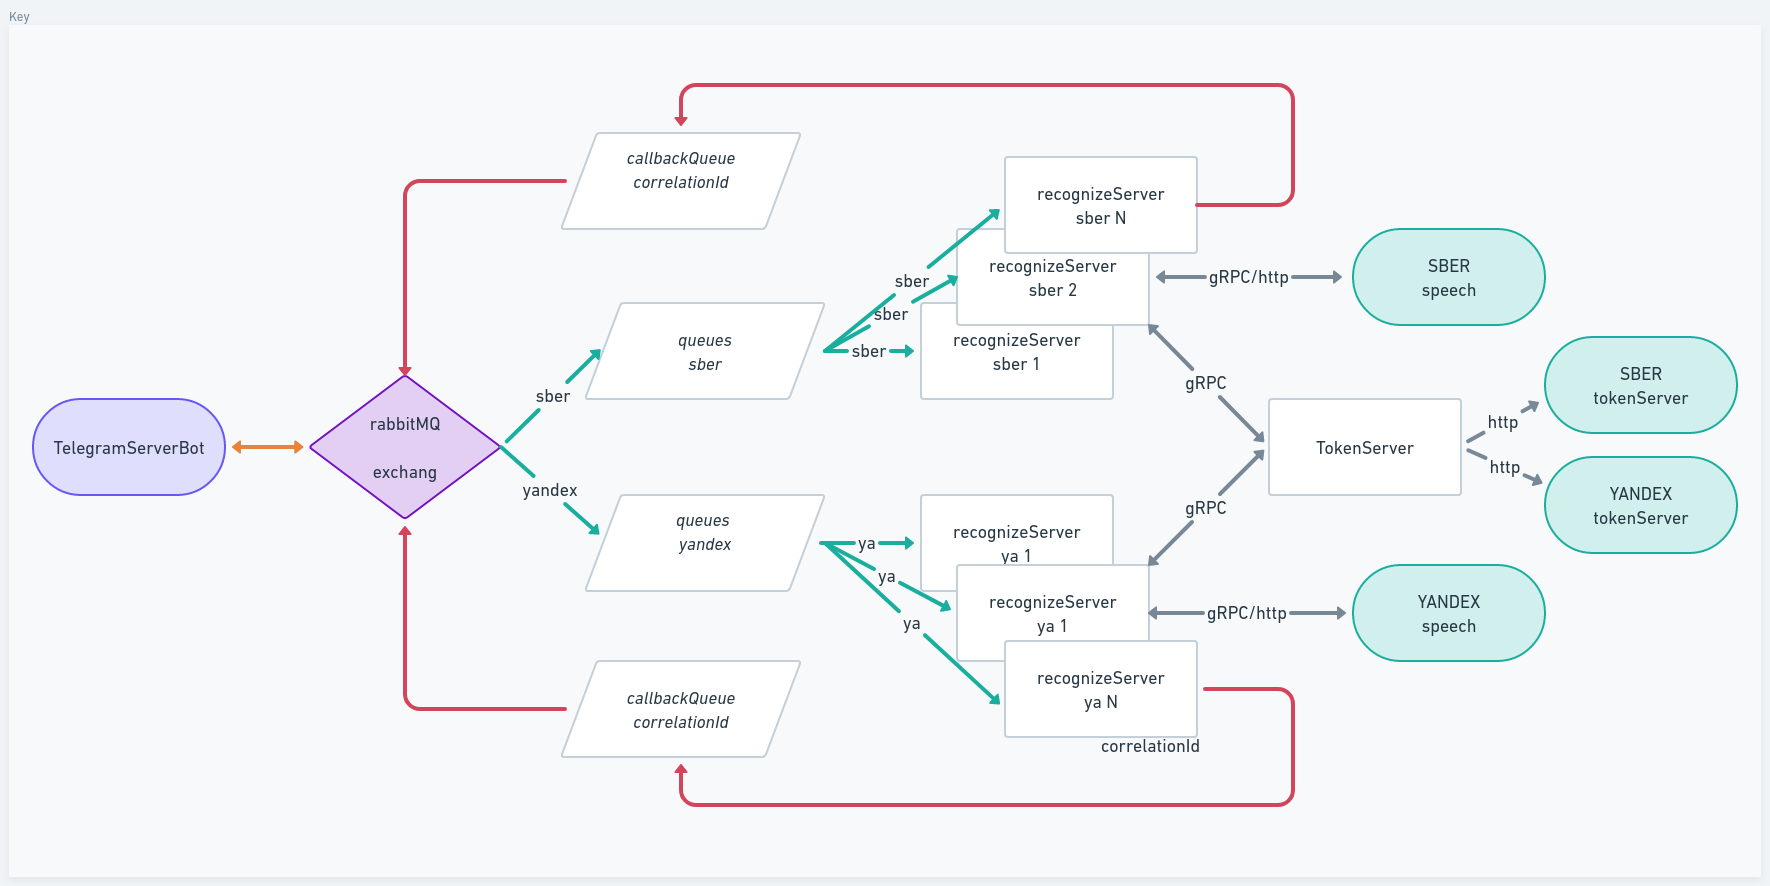 Key
callbackQueue
correlationId
recognizeServer
sber N
sber
recognizeServer
sber 2
gRPC/http
SBER
speech
sber
queues
sber
sber
recognizeServer
sber 1
gRPC
SBER
tokenServer
sber
rabbitMQ
exchang
TelegramServerBot
TokenServer
http
http
yandex
YANDEX
tokenServer
gRPC
queues
yandex
ya
recognizeServer
ya 1
ya
recognizeServer
ya 1
gRPC/http
YANDEX
speech
ya
recognizeServer
ya N
correlationId
callbackQueue
correlationId